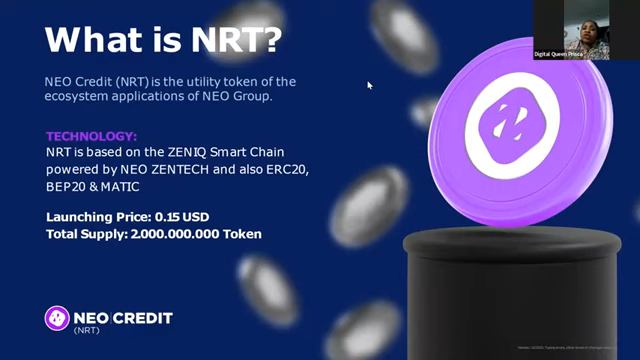 What is NRT?
Digital Queen Prisca
NEO Credit (NRT) is the utility token of the
ecosystem applications of NEO Group.
TECHNOLOGY:
NRT is based on the ZENIQ Smart Chain
powered by NEO ZENTECH and also ERC20,
BEP20 & MATIC
Launching Price: 0.15 USD
Total Supply: 2.000.000.000 Token
NEO CREDIT
(NRT)